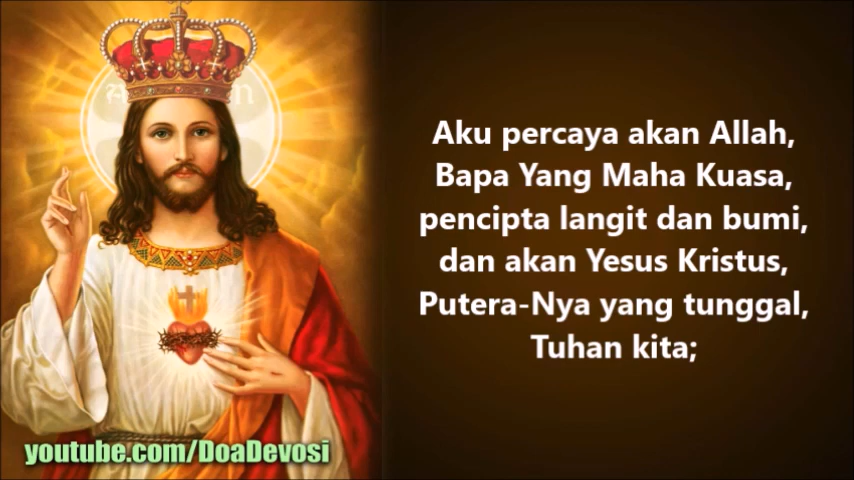 Aku percaya akan Allah,
Bapa Yang Maha Kuasa,
pencipta langit dan bumi,
dan akan Yesus Kristus,
Putera-Nya yang tunggal,
Tuhan kita;
youtube.com/DoaDevosi